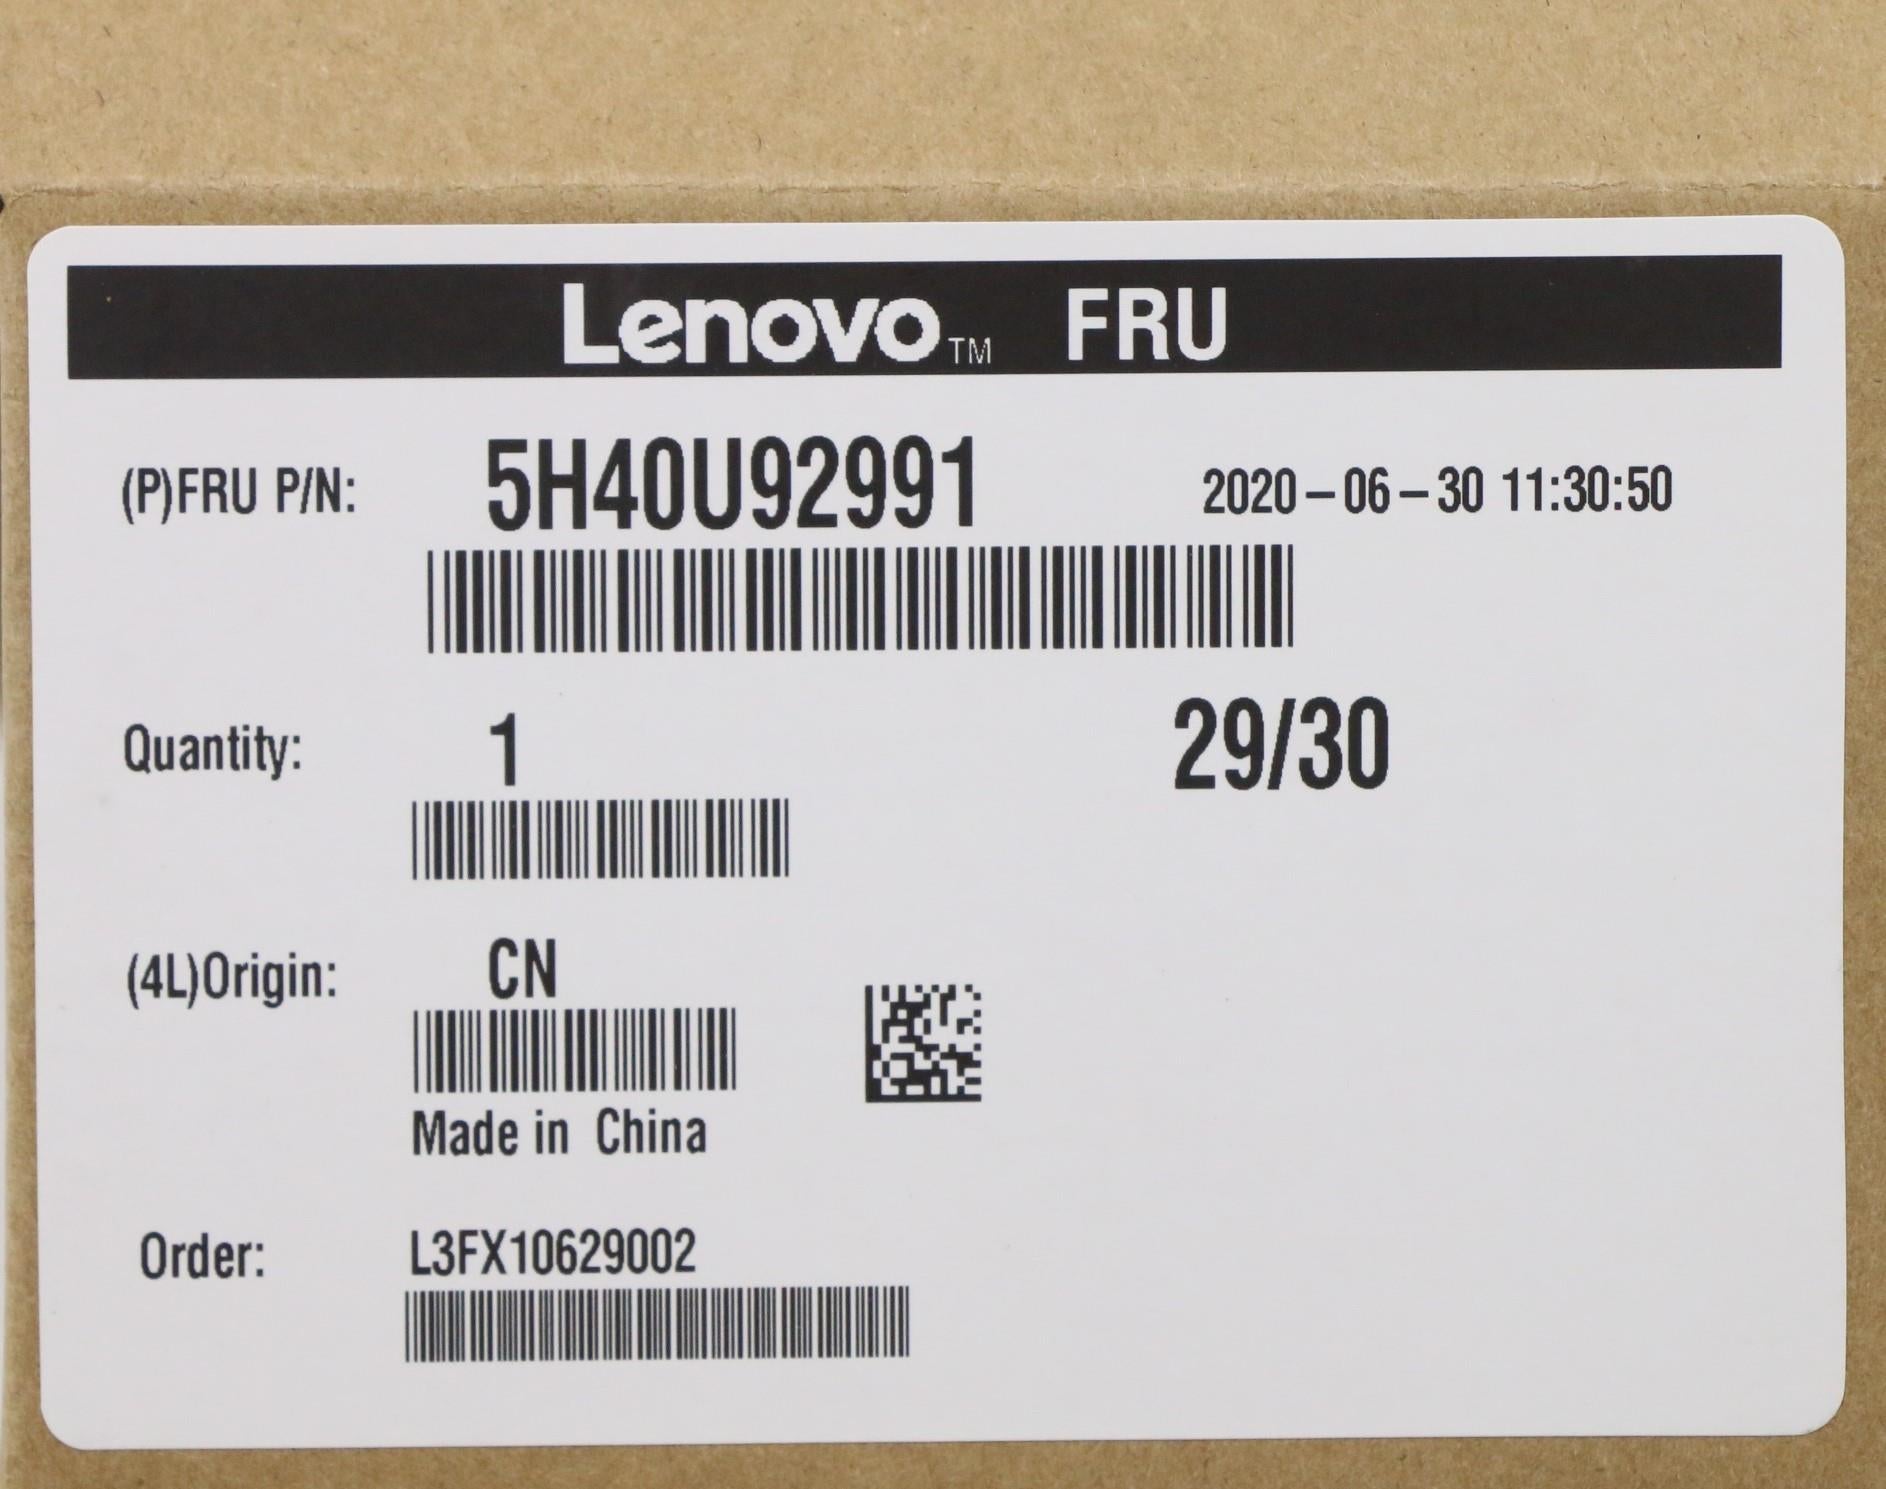 Lenovo™ FRU
(P)FRU P/N: 5H40U92991 2020-06-30 11:30:50
Quantity: 1 29/30
(4L)Origin: CN
Made in China
Order: L3FX10629002